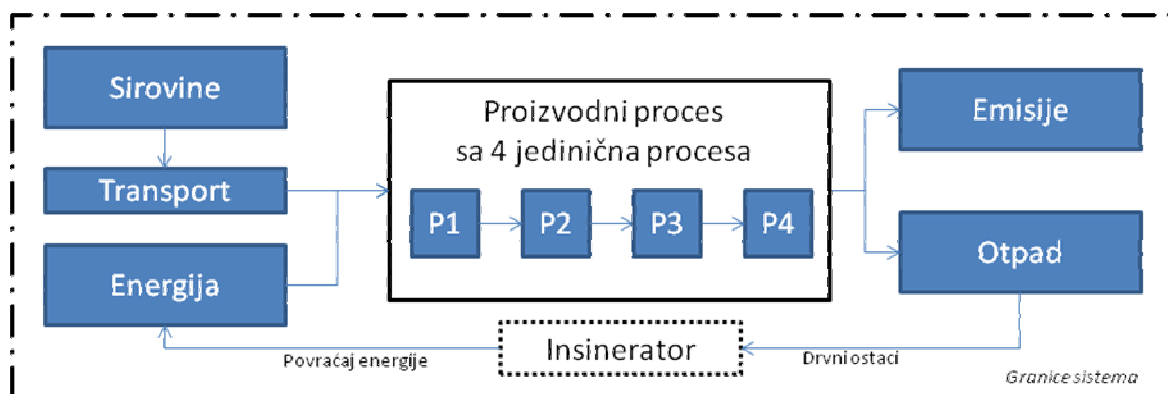 Sirovine
Transport
Energija
Proizvodni proces
sa 4 jedinična procesa
P1
P2
P3
P4
Emisije
Otpad
Insinerator
Povraćaj energije
Drvni ostaci
Granice sistema